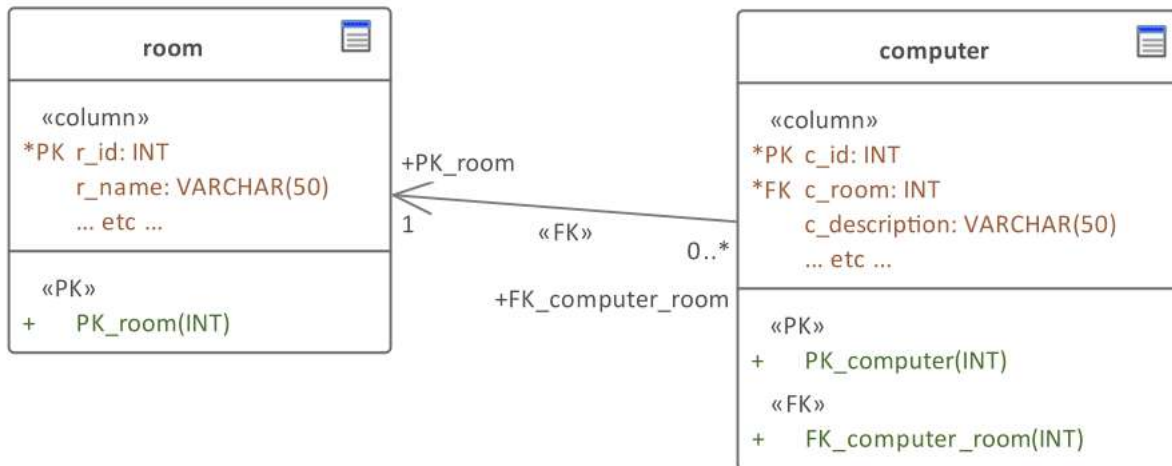 room
«column»
*PK r_id: INT
r_name: VARCHAR(50)
... etc ...
«PK»
+ PK_room(INT)
+PK_room
1
«FK»
0..*
+FK_computer_room
computer
«column»
*PK c_id: INT
*FK c_room: INT
c_description: VARCHAR(50)
... etc ...
«PK»
+ PK_computer(INT)
«FK»
+ FK_computer_room(INT)